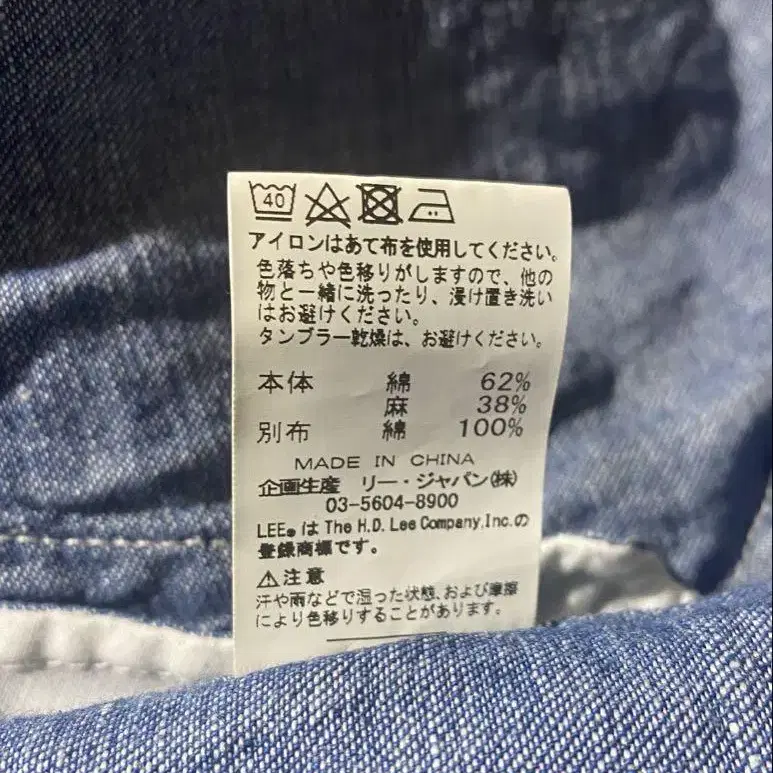 40
アイロンはあて布を使用してください。
色落ちや色移りがしますので、他の
物と一緒に洗ったり、浸け置き洗い
はお避けください。
タンブラー乾燥は、お避けください。
本体 綿 62%
麻 38%
別布 綿 100%
MADE IN CHINA
企画生産 リー・ジャパン(株)
03-5604-8900
LEE®は The H.D. Lee Company,Inc.の
登録商標です。
⚠注意
汗や雨などで湿った状態、および摩擦
により色移りすることがあります。